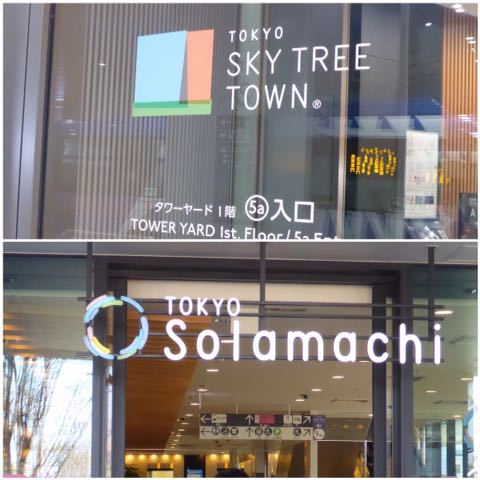 TOKYO
SKY TREE
TOWN®
タワーヤード 1階 5a 入口
TOWER YARD 1st. Floor / 5a
TOKYO
Solamachi